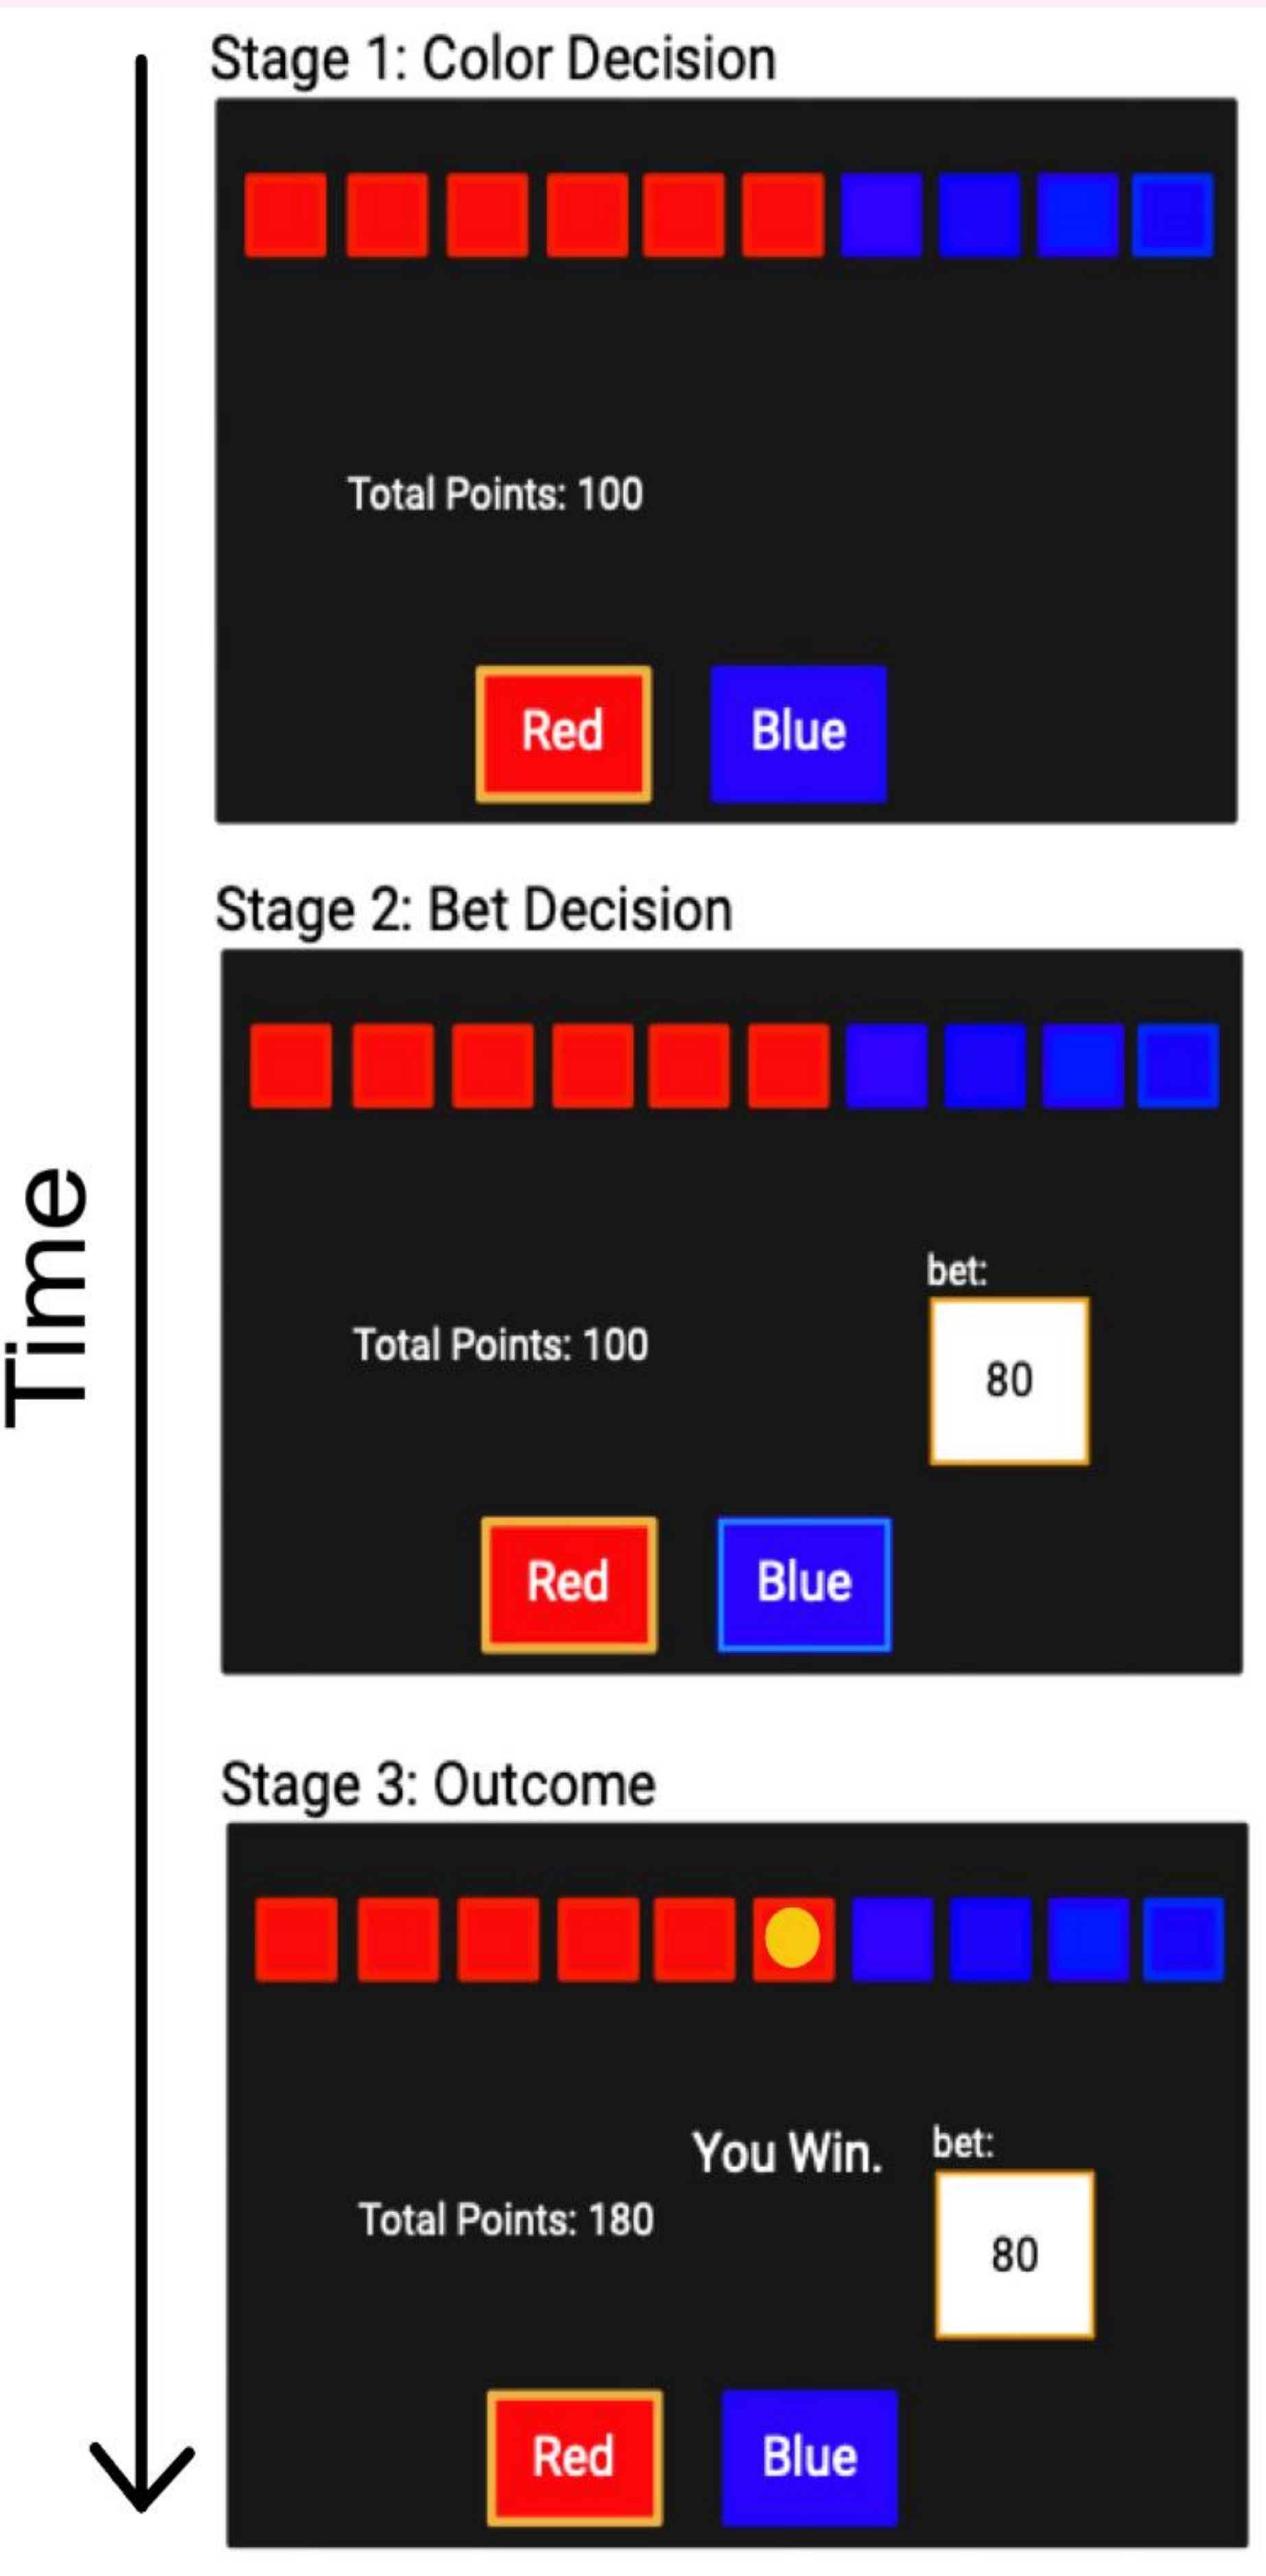 Time
Stage 1: Color Decision
Total Points: 100
Red Blue
Stage 2: Bet Decision
bet:
Total Points: 100
80
Red Blue
Stage 3: Outcome
You Win.
bet:
Total Points: 180
80
Red Blue